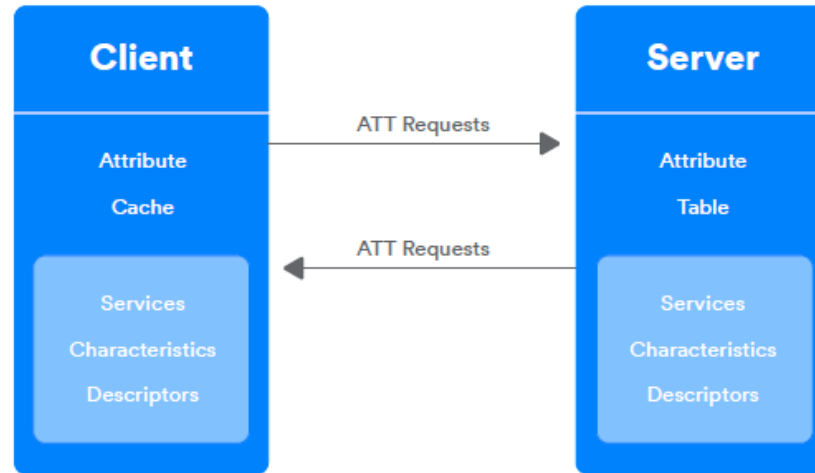 Client
Server
ATT Requests
Attribute
Cache
Attribute
Table
ATT Requests
Services
Characteristics
Descriptors
Services
Characteristics
Descriptors